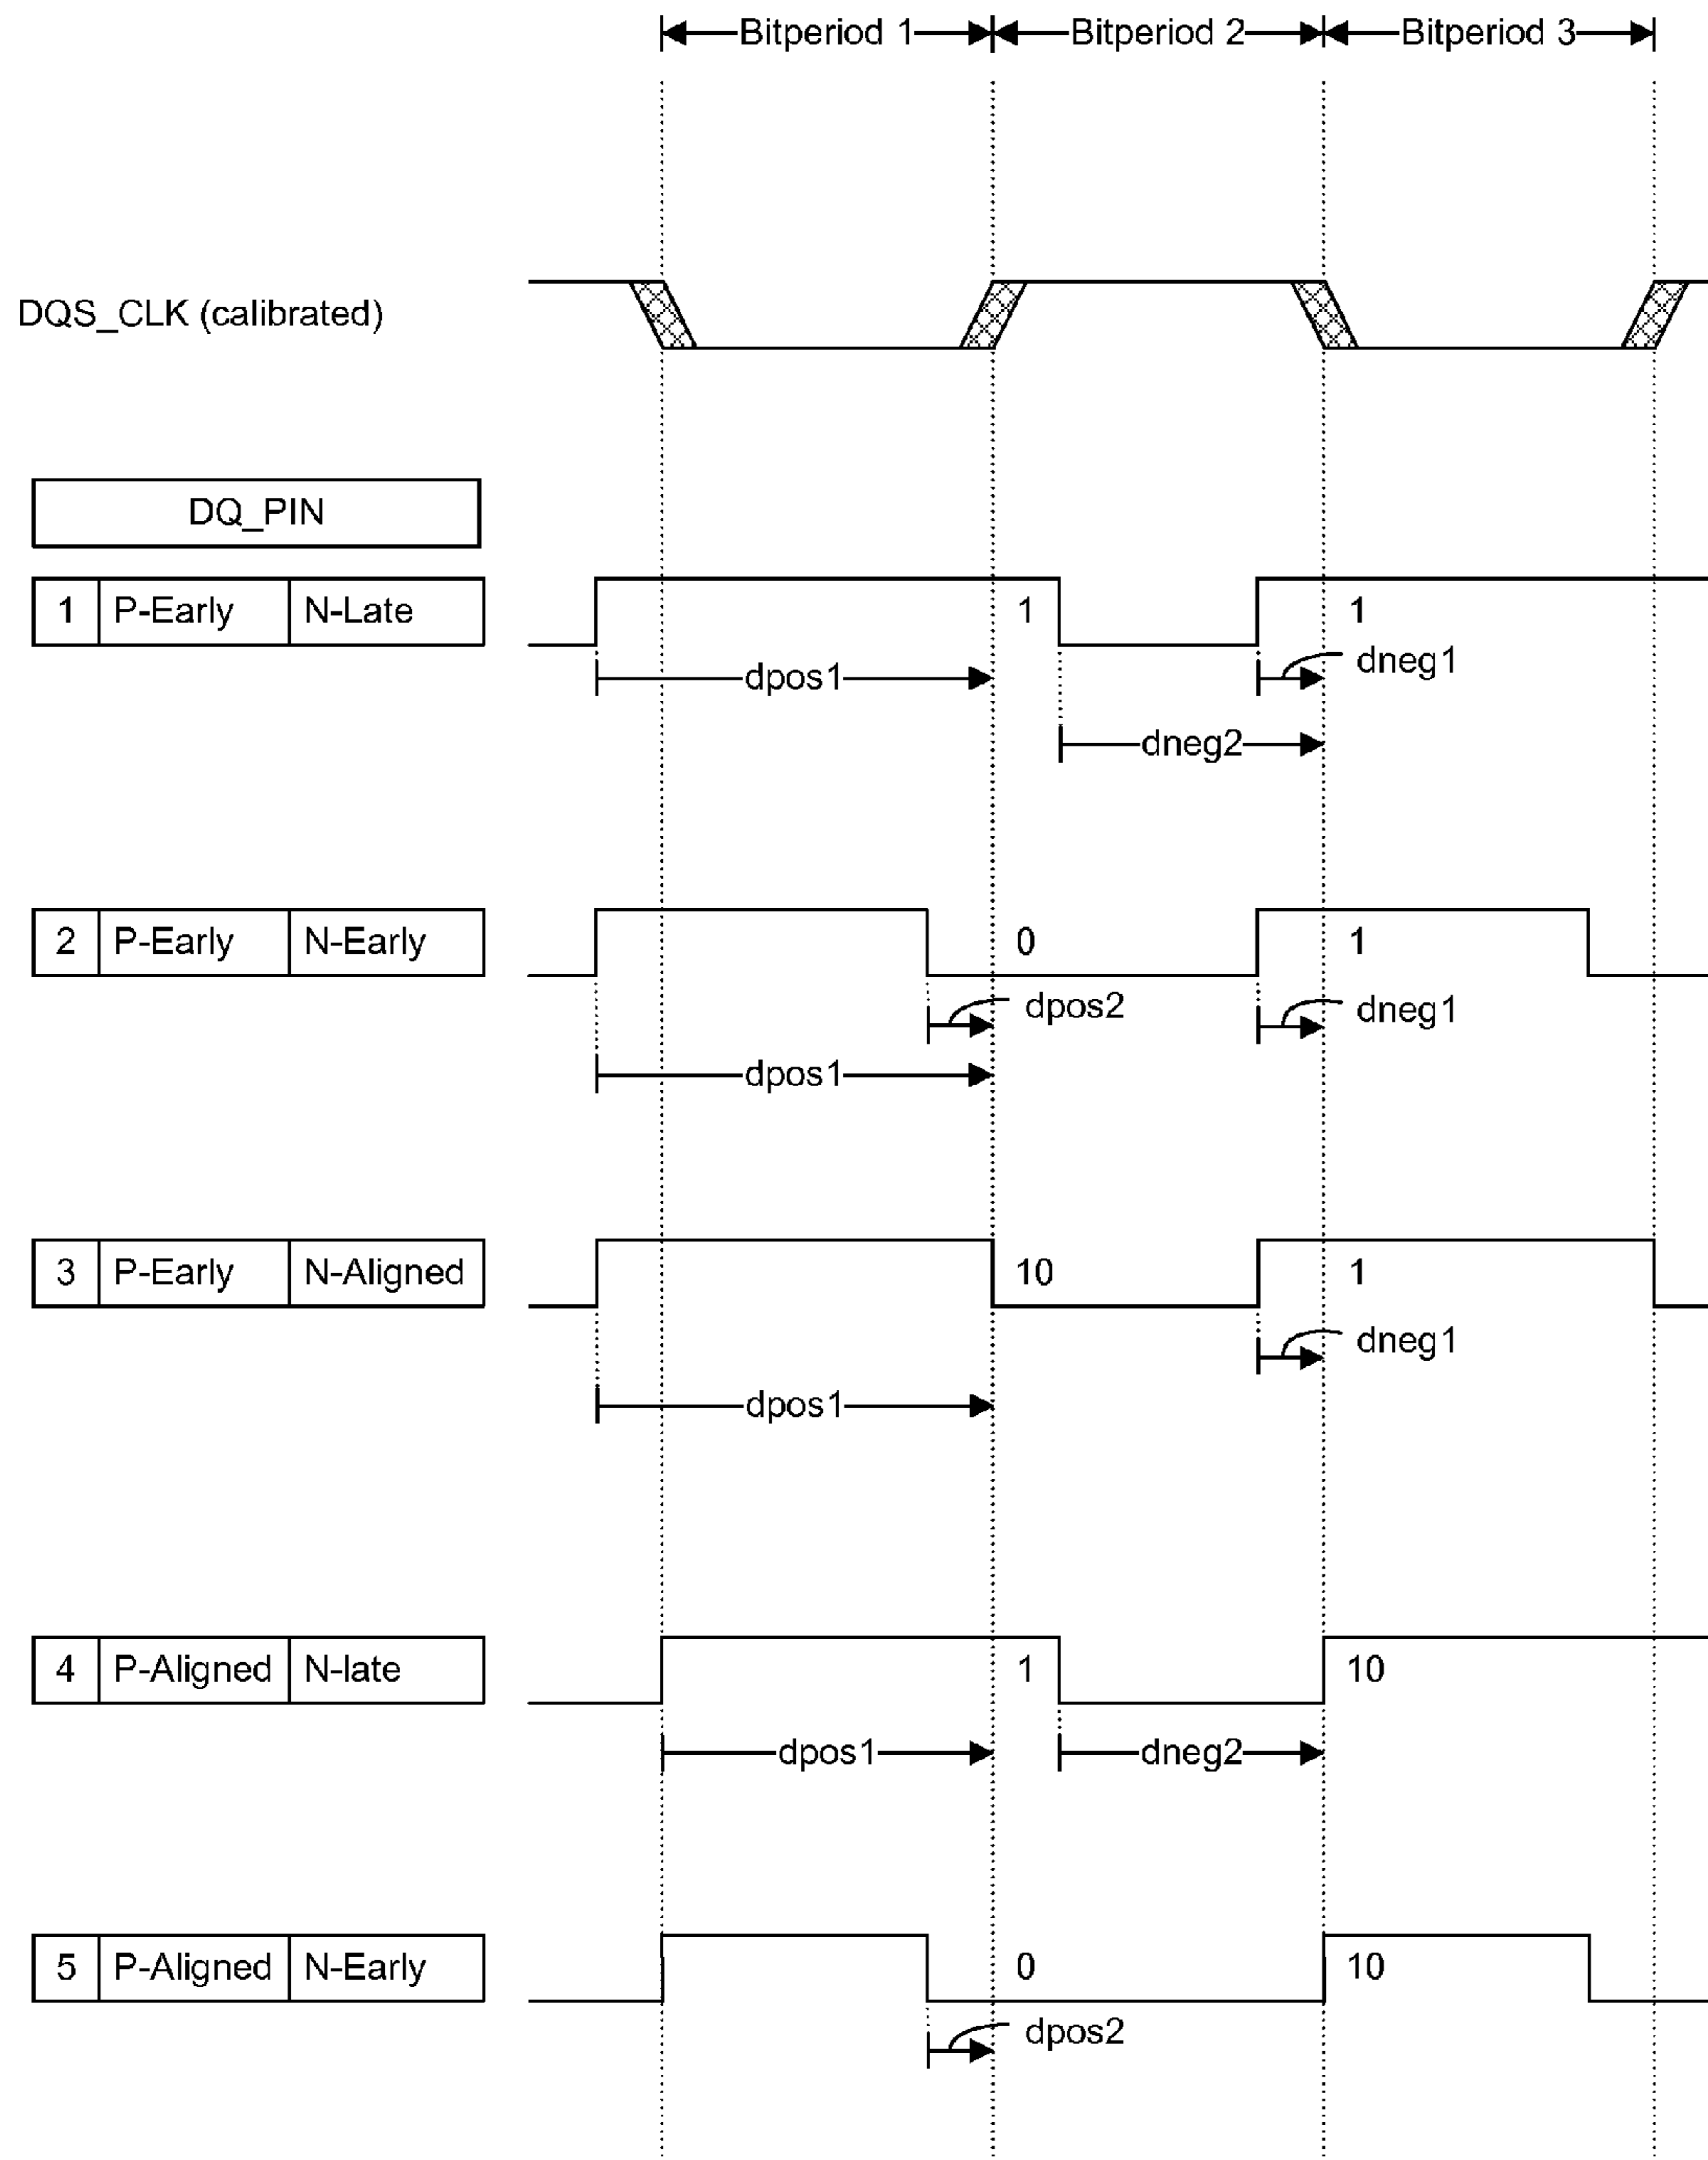 Bitperiod 1 Bitperiod 2 Bitperiod 3
DQS_CLK (calibrated)
DQ_PIN
1 P-Early N-Late 1 1
dneg1
dpos1
dneg2
2 P-Early N-Early 0 1
dpos2 dneg1
dpos1
3 P-Early N-Aligned 10 1
dneg1
dpos1
4 P-Aligned N-late 1 10
dpos1 dneg2
5 P-Aligned N-Early 0 10
dpos2